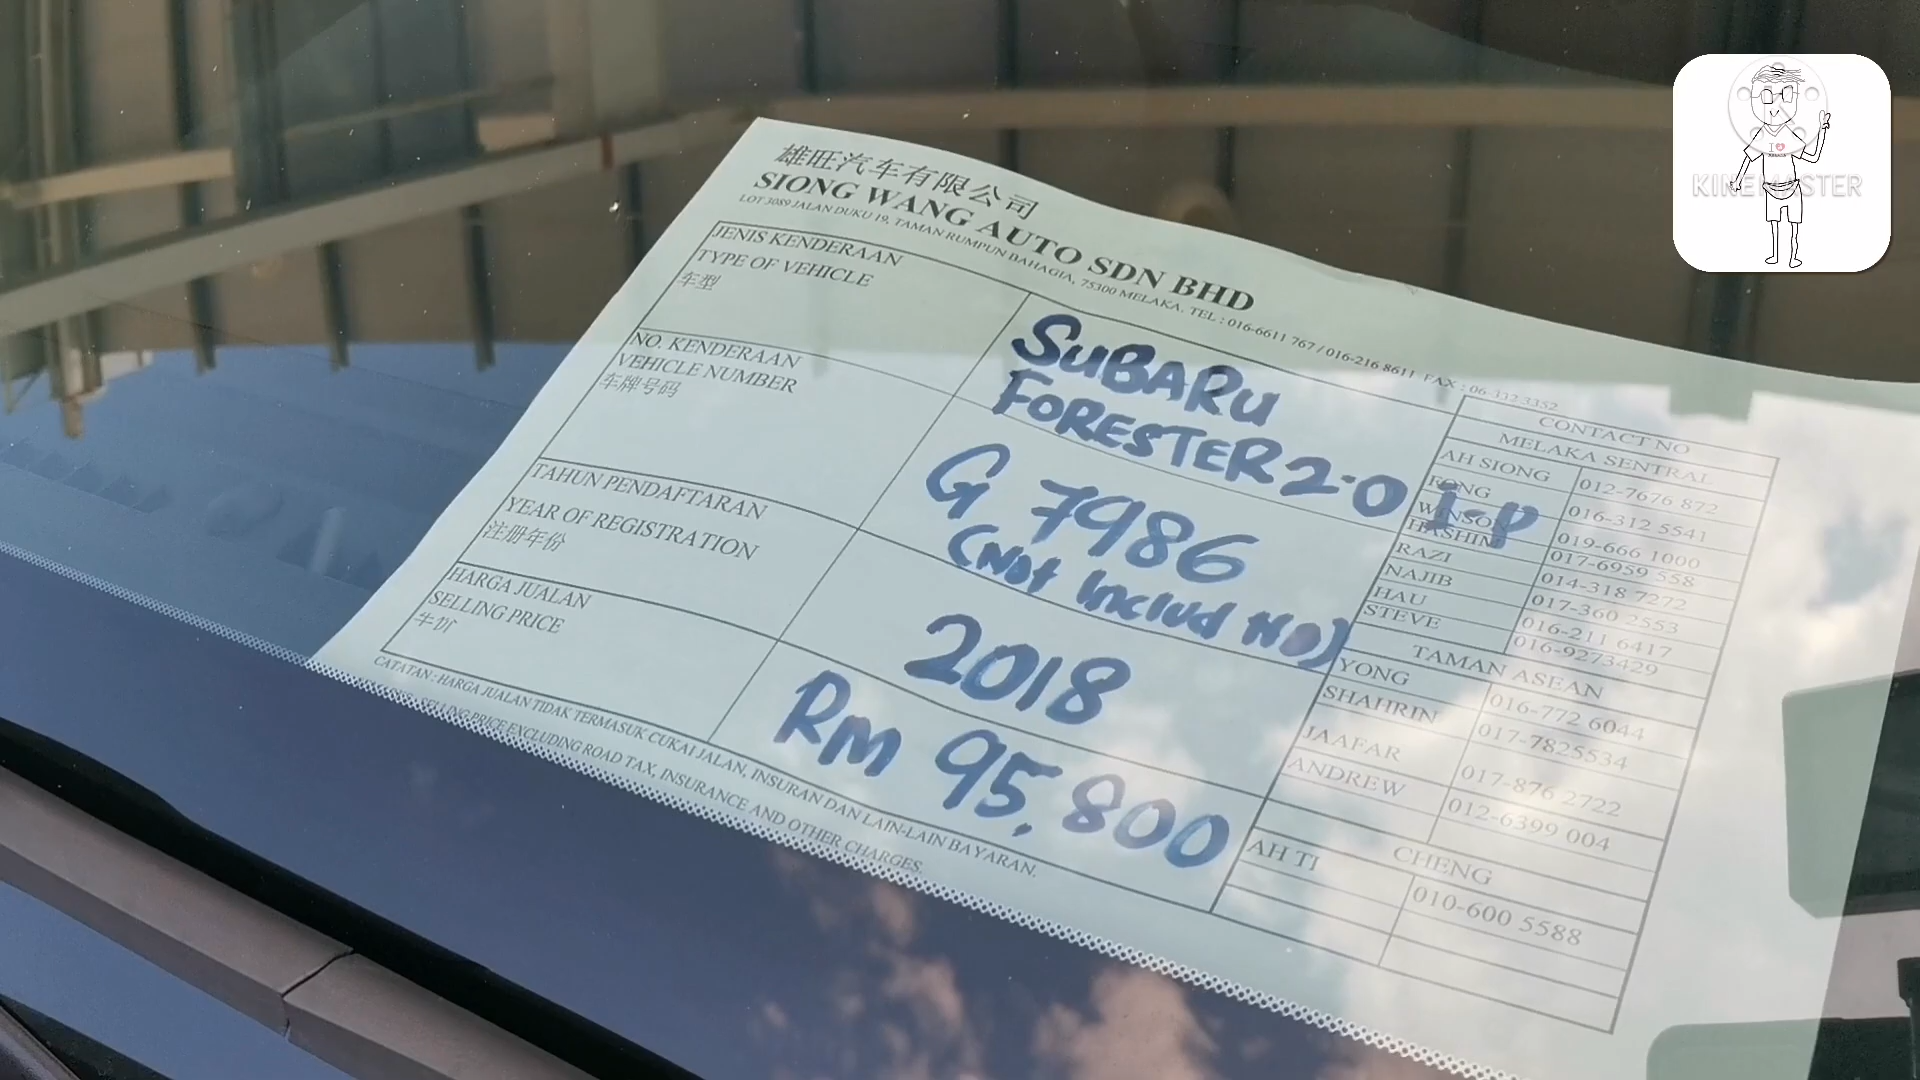 雄旺汽车有限公司
SIONG WANG AUTO SDN BHD
LOT 3089 JALAN DUKU 19, TAMAN RUMPUN BAHAGIA, 75300 MELAKA. TEL : 016-6611 767 / 016-216 8611 FAX : 06-332 3352
JENIS KENDERAAN
TYPE OF VEHICLE
车型
SUBARU
FORESTER 2.0 i-P
NO. KENDERAAN
VEHICLE NUMBER
车牌号码
G 7986
(Not Includ No)
TAHUN PENDAFTARAN
YEAR OF REGISTRATION
注册年份
2018
HARGA JUALAN
SELLING PRICE
车价
RM 95,800
CATATAN : HARGA JUALAN TIDAK TERMASUK CUKAI JALAN, INSURAN DAN LAIN-LAIN BAYARAN.
SELLING PRICE EXCLUDING ROAD TAX, INSURANCE AND OTHER CHARGES.
CONTACT NO
MELAKA SENTRAL
AH SIONG 012-7676 872
FONG 016-312 5541
WINSON 019-666 1000
HASHIM 017-6959 558
RAZI 014-318 7272
NAJIB 017-360 2553
HAU 016-211 6417
STEVE 016-9273429
TAMAN ASEAN
YONG 016-772 6044
SHAHRIN 017-7825534
JAAFAR 017-876 2722
ANDREW 012-6399 004
CHENG
AH TI 010-600 5588
KINEMASTER